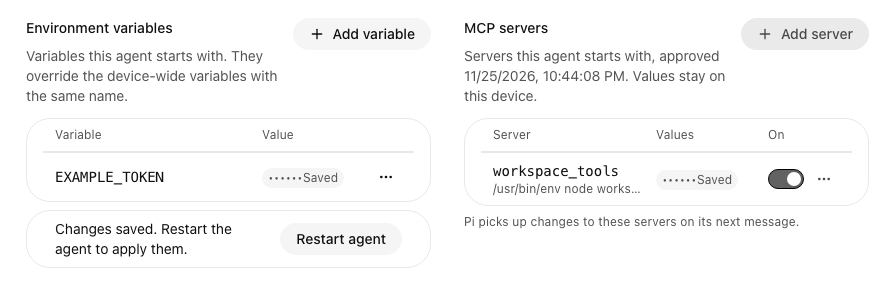 Environment variables
+ Add variable
Variables this agent starts with. They
override the device-wide variables with
the same name.
Variable Value
EXAMPLE_TOKEN ••••••Saved ···
Changes saved. Restart the
agent to apply them.
Restart agent
MCP servers
+ Add server
Servers this agent starts with, approved
11/25/2026, 10:44:08 PM. Values stay on
this device.
Server Values On
workspace_tools
/usr/bin/env node works...
••••••Saved ···
Pi picks up changes to these servers on its next message.